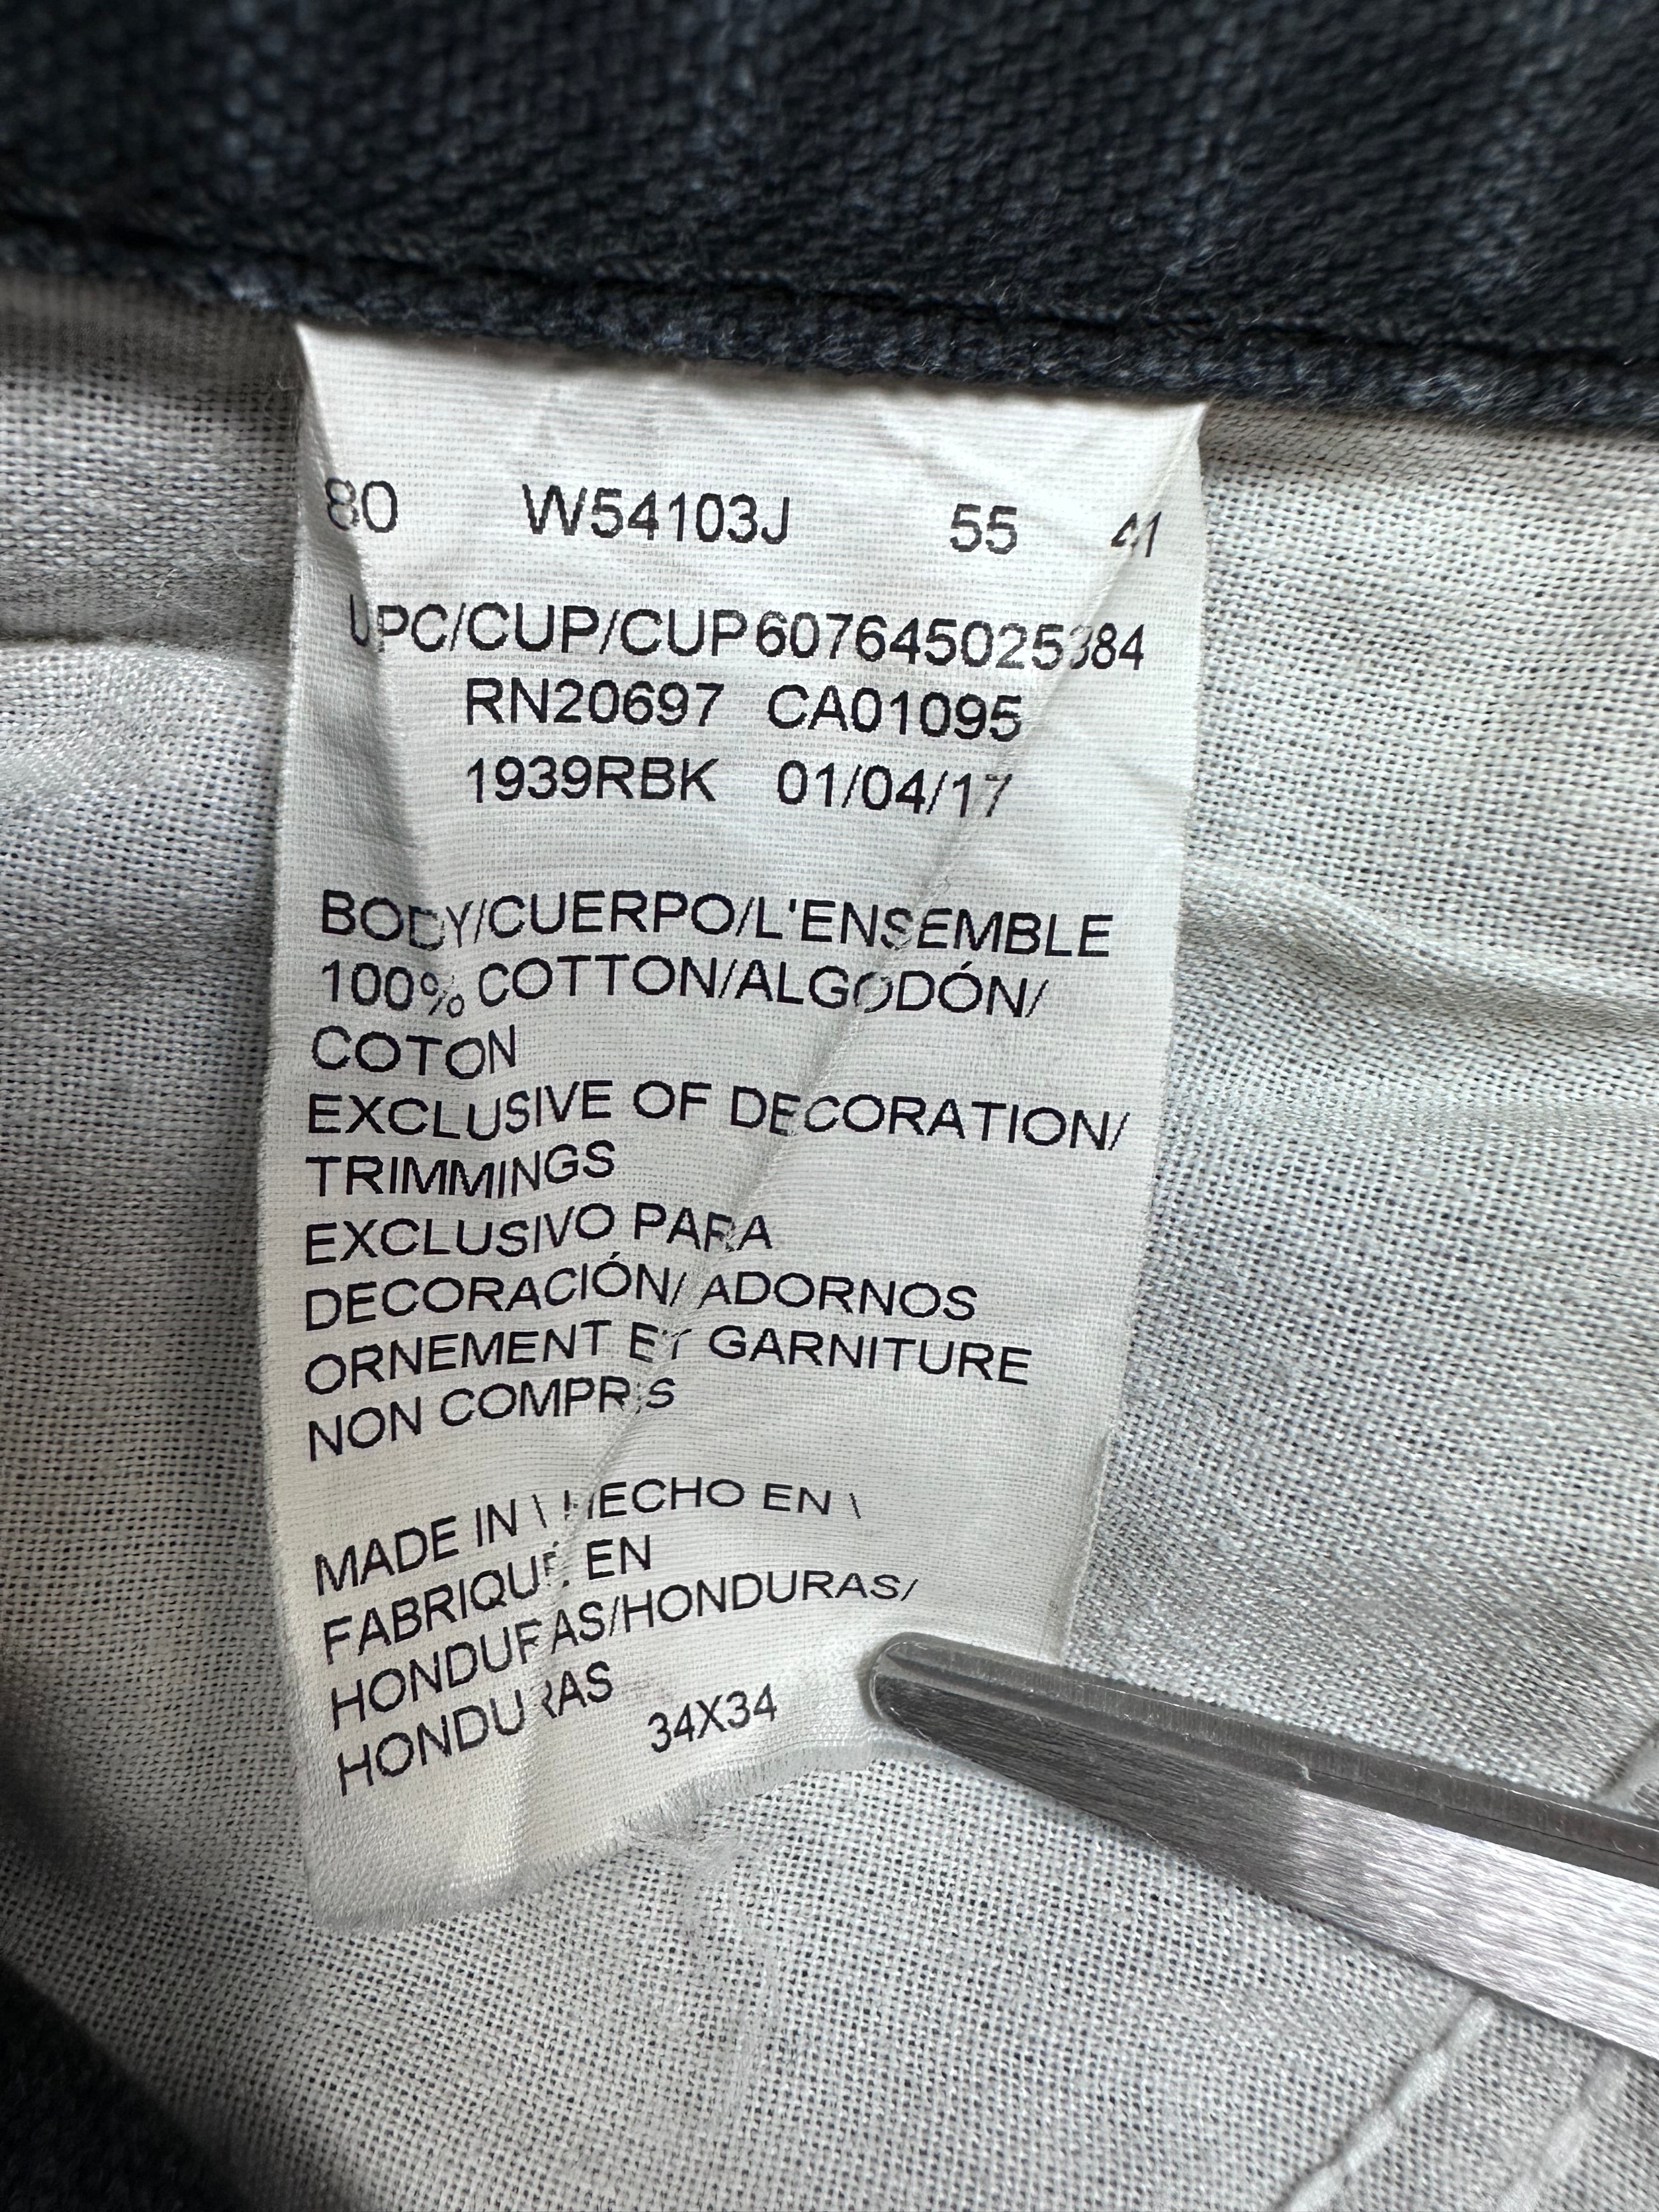 80 W54103J 55 41
UPC/CUP/CUP 607645025384
RN20697 CA01095
1939RBK 01/04/17
BODY/CUERPO/L'ENSEMBLE
100% COTTON/ALGODÓN/
COTON
EXCLUSIVE OF DECORATION/
TRIMMINGS
EXCLUSIVO PARA
DECORACIÓN/ ADORNOS
ORNEMENT ET GARNITURE
NON COMPRIS
MADE IN \ HECHO EN \
FABRIQUÉ EN
HONDURAS/HONDURAS/
HONDURAS
34X34